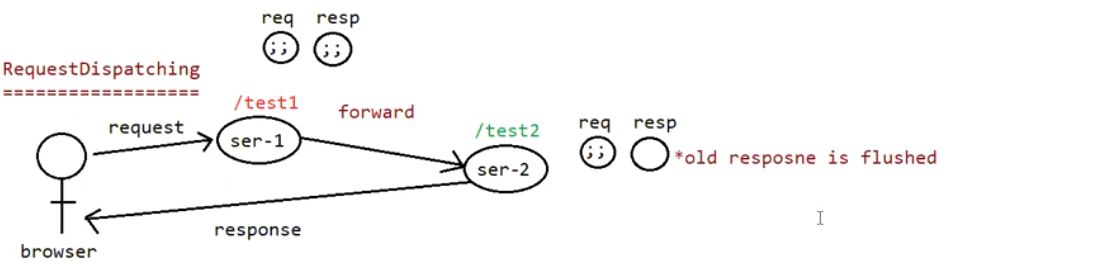 req resp
;; ;;
RequestDispatching
==================
/test1
forward
request
ser-1
/test2
req resp
ser-2
;;
*old resposne is flushed
response
browser